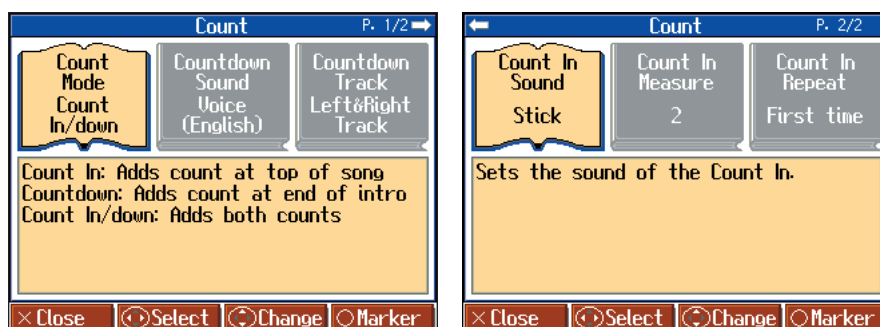 Count P. 1/2
Count Mode
Count In/down
Countdown Sound
Voice (English)
Countdown Track
Left&Right Track
Count In: Adds count at top of song
Countdown: Adds count at end of intro
Count In/down: Adds both counts
× Close Select Change ○ Marker
Count P. 2/2
Count In Sound
Stick
Count In Measure
2
Count In Repeat
First time
Sets the sound of the Count In.
× Close Select Change ○ Marker